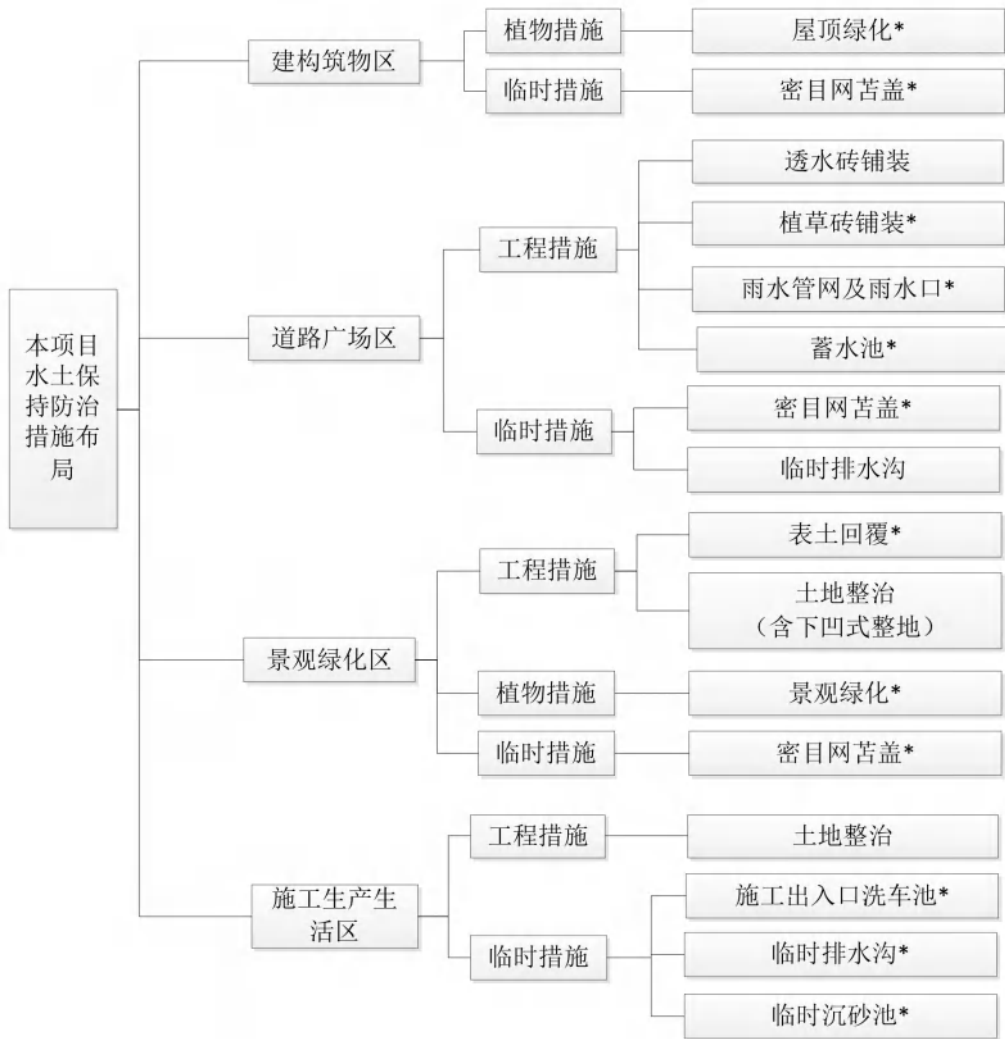 本项目
水土保
持防治
措施布
局
建构筑物区
植物措施
屋顶绿化*
临时措施
密目网苫盖*
道路广场区
工程措施
透水砖铺装
植草砖铺装*
雨水管网及雨水口*
蓄水池*
临时措施
密目网苫盖*
临时排水沟
景观绿化区
工程措施
表土回覆*
土地整治
（含下凹式整地）
植物措施
景观绿化*
临时措施
密目网苫盖*
施工生产生
活区
工程措施
土地整治
临时措施
施工出入口洗车池*
临时排水沟*
临时沉砂池*